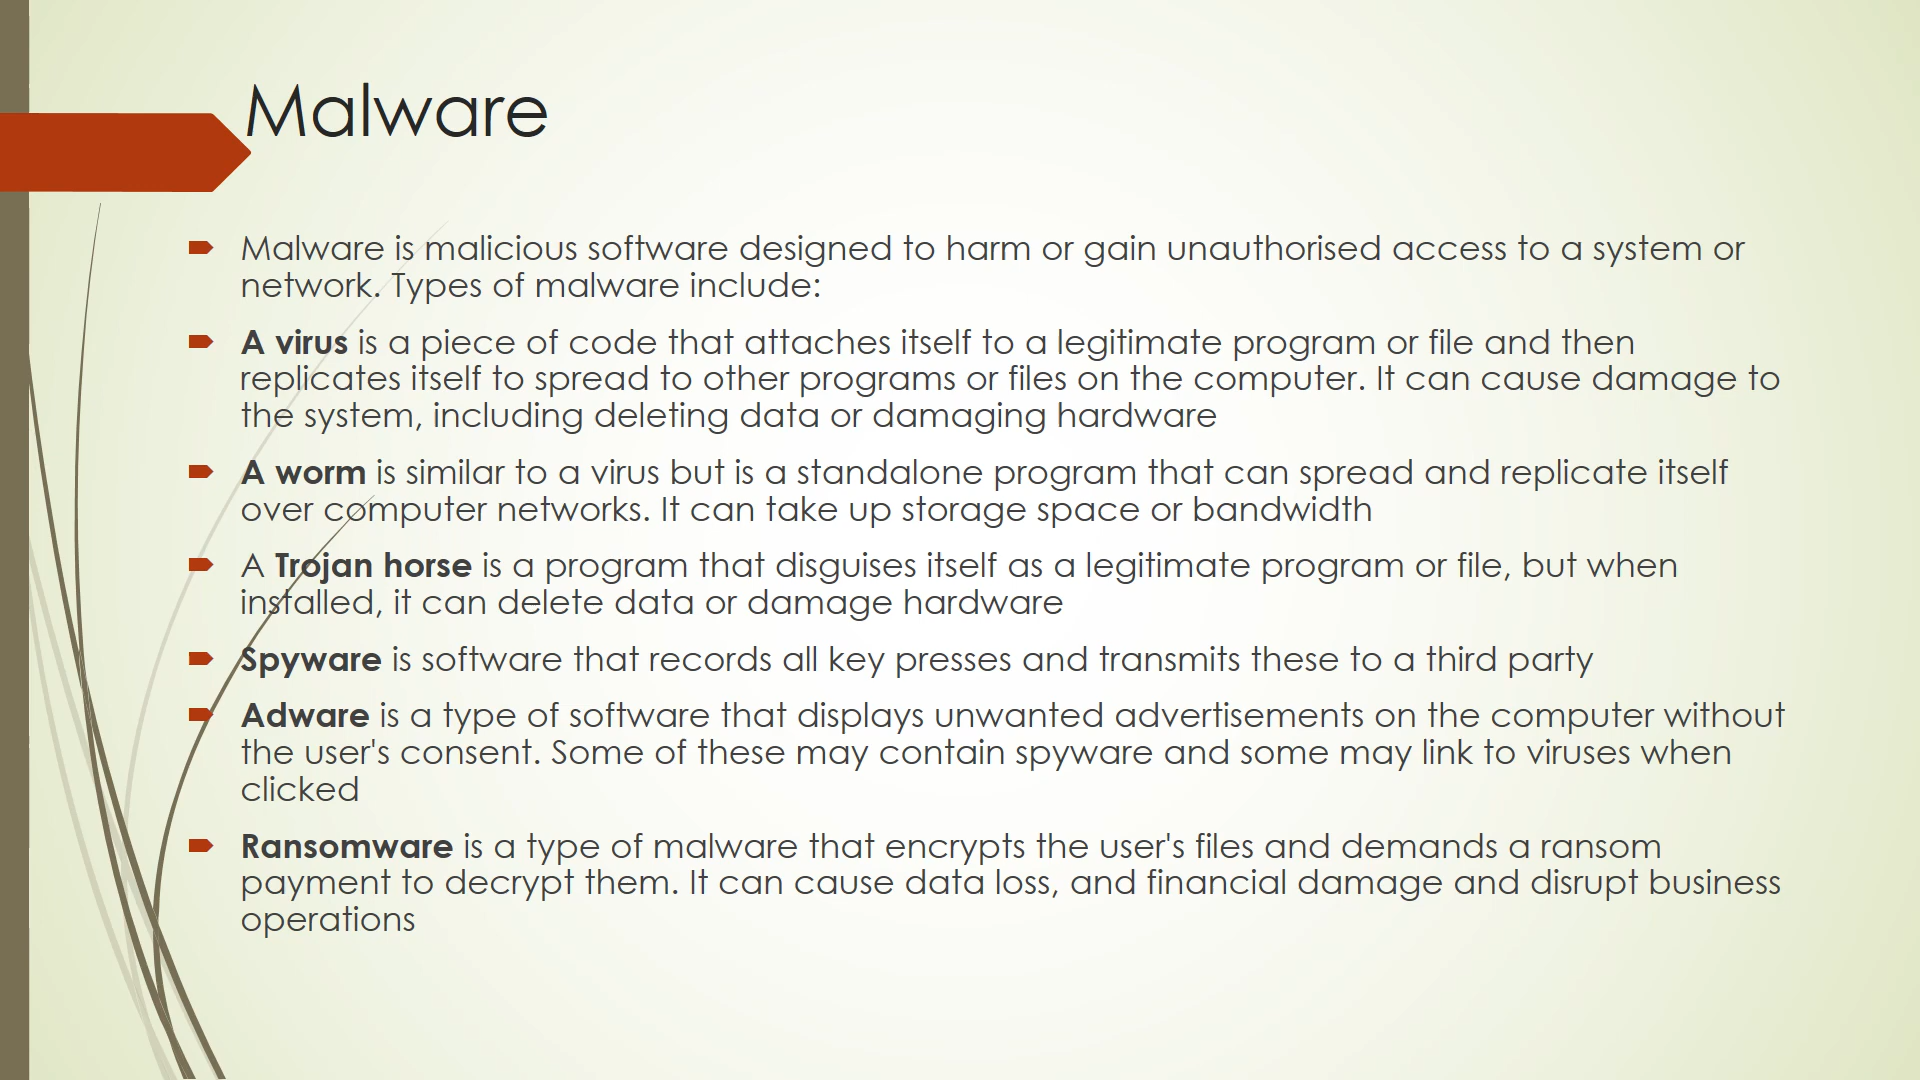 Malware
Malware is malicious software designed to harm or gain unauthorised access to a system or
network. Types of malware include:
A virus is a piece of code that attaches itself to a legitimate program or file and then
replicates itself to spread to other programs or files on the computer. It can cause damage to
the system, including deleting data or damaging hardware
A worm is similar to a virus but is a standalone program that can spread and replicate itself
over computer networks. It can take up storage space or bandwidth
A Trojan horse is a program that disguises itself as a legitimate program or file, but when
installed, it can delete data or damage hardware
Spyware is software that records all key presses and transmits these to a third party
Adware is a type of software that displays unwanted advertisements on the computer without
the user's consent. Some of these may contain spyware and some may link to viruses when
clicked
Ransomware is a type of malware that encrypts the user's files and demands a ransom
payment to decrypt them. It can cause data loss, and financial damage and disrupt business
operations